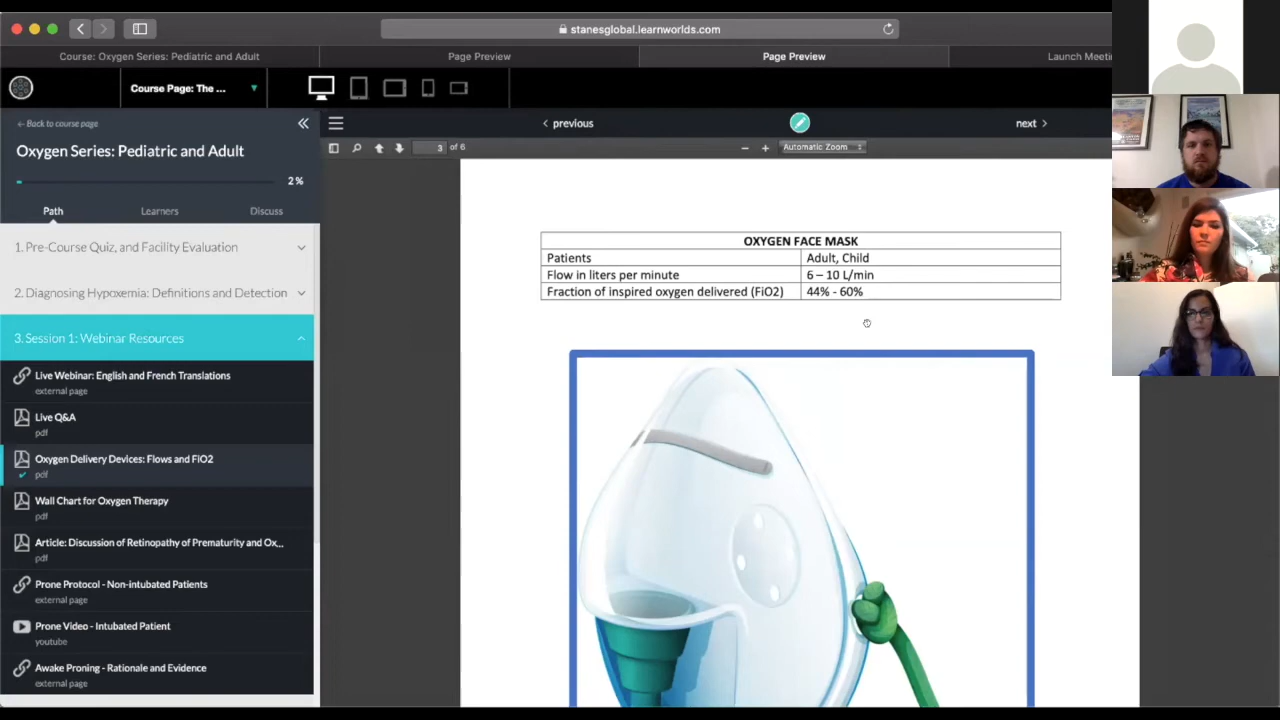 stanesglobal.learnworlds.com
Course: Oxygen Series: Pediatric and Adult
Page Preview
Page Preview
Launch Meeti
Course Page: The ...
← Back to course page
previous
next
3 of 6
Automatic Zoom
Oxygen Series: Pediatric and Adult
2%
Path
Learners
Discuss
1. Pre-Course Quiz, and Facility Evaluation
2. Diagnosing Hypoxemia: Definitions and Detection
3. Session 1: Webinar Resources
Live Webinar: English and French Translations
external page
Live Q&A
pdf
Oxygen Delivery Devices: Flows and FiO2
pdf
Wall Chart for Oxygen Therapy
pdf
Article: Discussion of Retinopathy of Prematurity and Ox...
pdf
Prone Protocol - Non-intubated Patients
external page
Prone Video - Intubated Patient
youtube
Awake Proning - Rationale and Evidence
external page
OXYGEN FACE MASK
Patients Adult, Child
Flow in liters per minute 6 – 10 L/min
Fraction of inspired oxygen delivered (FiO2) 44% - 60%